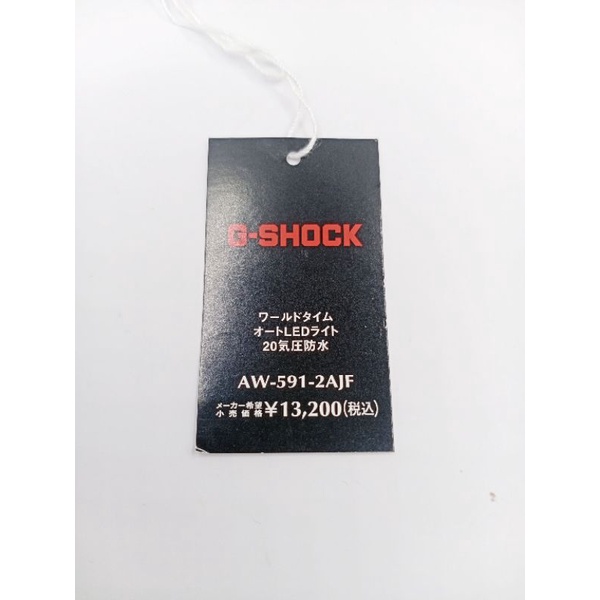 G-SHOCK
ワールドタイム
オートLEDライト
20気圧防水
AW-591-2AJF
メーカー希望
小売価格 ¥13,200(税込)